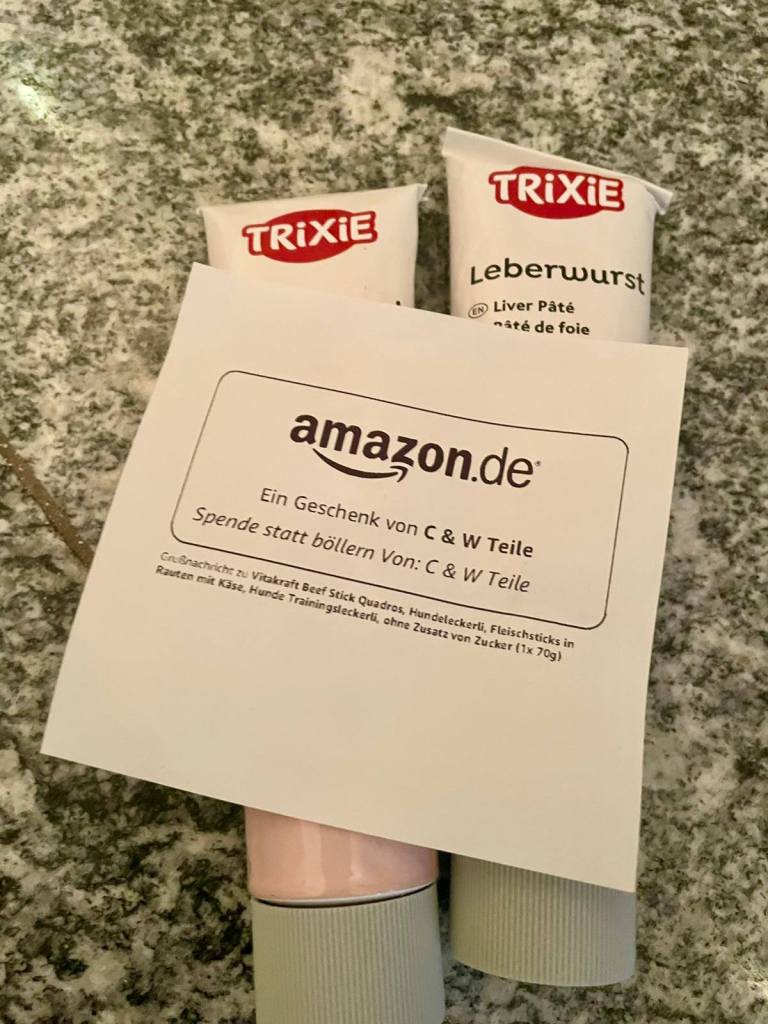 TRiXiE
TRiXiE
Leberwurst
EN Liver Pâté
pâté de foie
amazon.de
Ein Geschenk von C & W Teile
Spende statt böllern Von: C & W Teile
Grußnachricht zu Vitakraft Beef Stick Quadros, Hundeleckerli, Fleischsticks in
Rauten mit Käse, Hunde Trainingsleckerli, ohne Zusatz von Zucker (1x 70g)